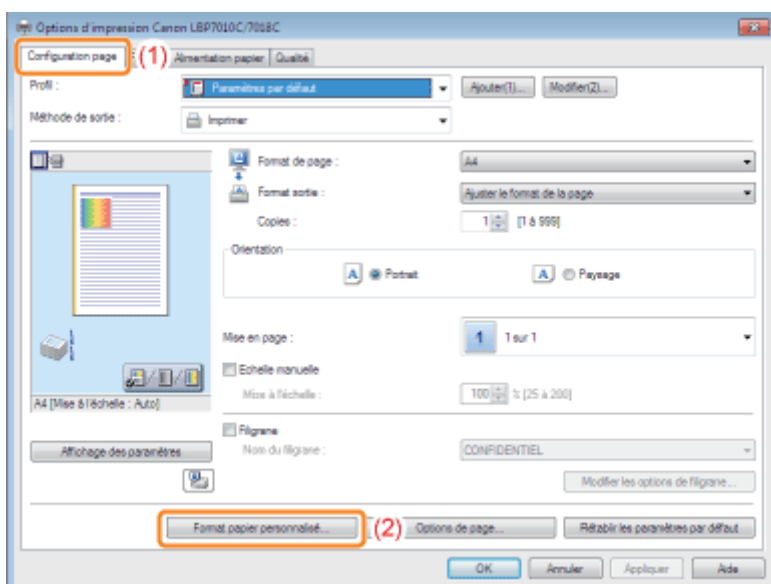 Options d'impression Canon LBP7010C/7018C
Configuration page (1) Alimentation papier Qualité
Profil : Paramètres par défaut Ajouter(1)... Modifier(2)...
Méthode de sortie : Imprimer
Format de page : A4
Format sortie : Ajuster le format de la page
Copies : 1 [1 à 999]
Orientation
A Portrait A Paysage
Mise en page : 1 1 sur 1
Echelle manuelle
Mise à l'échelle : 100 % [25 à 200]
A4 [Mise à l'échelle : Auto]
Filigrane
Affichage des paramètres Nom du filigrane : CONFIDENTIEL
Modifier les options de filigrane...
Format papier personnalisé... (2) Options de page... Rétablir les paramètres par défaut
OK Annuler Appliquer Aide